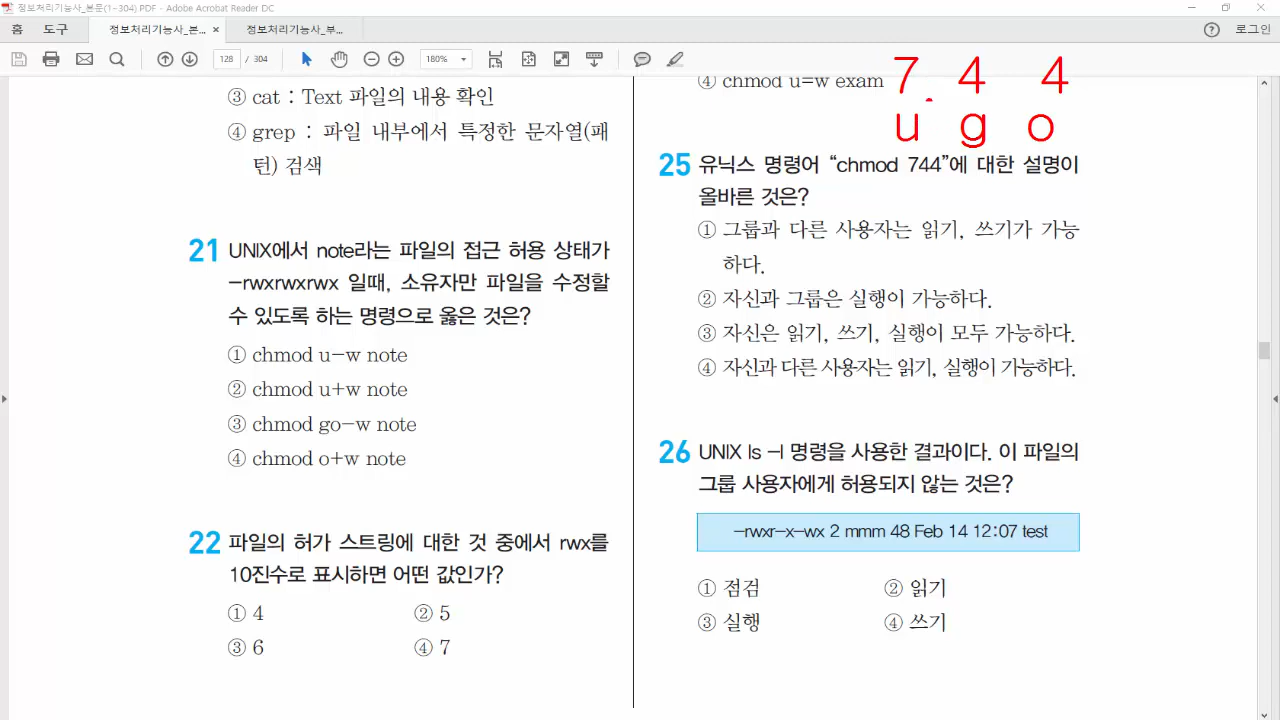 정보처리기능사_본문(1-304) PDF - Adobe Acrobat Reader DC
홈 도구 정보처리기능사_본... × 정보처리기능사_부... 로그인
128 / 304 180%
③ cat : Text 파일의 내용 확인
④ grep : 파일 내부에서 특정한 문자열(패
턴) 검색
21 UNIX에서 note라는 파일의 접근 허용 상태가
-rwxrwxrwx 일때, 소유자만 파일을 수정할
수 있도록 하는 명령으로 옳은 것은?
① chmod u-w note
② chmod u+w note
③ chmod go-w note
④ chmod o+w note
22 파일의 허가 스트링에 대한 것 중에서 rwx를
10진수로 표시하면 어떤 값인가?
① 4 ② 5
③ 6 ④ 7
④ chmod u=w exam
7 4 4
u g o
25 유닉스 명령어 “chmod 744”에 대한 설명이
올바른 것은?
① 그룹과 다른 사용자는 읽기, 쓰기가 가능
하다.
② 자신과 그룹은 실행이 가능하다.
③ 자신은 읽기, 쓰기, 실행이 모두 가능하다.
④ 자신과 다른 사용자는 읽기, 실행이 가능하다.
26 UNIX ls -l 명령을 사용한 결과이다. 이 파일의
그룹 사용자에게 허용되지 않는 것은?
-rwxr-x-wx 2 mmm 48 Feb 14 12:07 test
① 점검 ② 읽기
③ 실행 ④ 쓰기